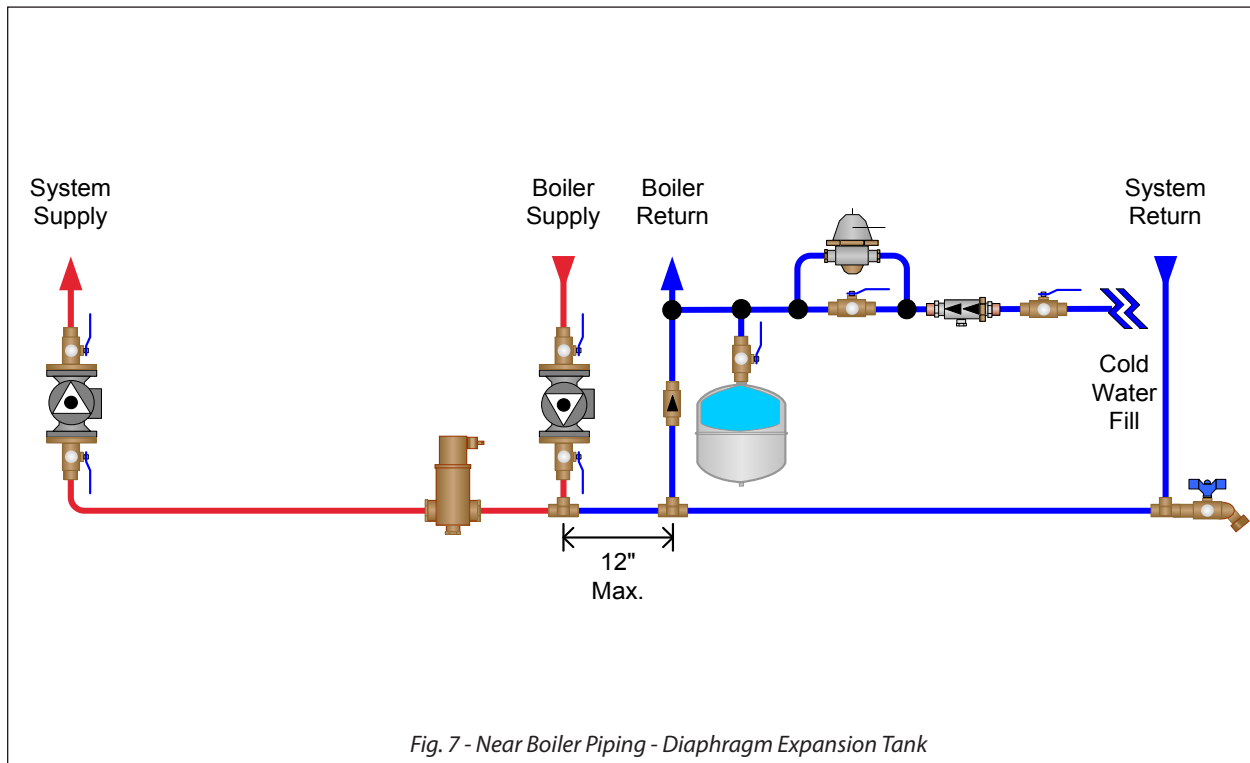 System
Supply
Boiler
Supply
Boiler
Return
System
Return
Cold
Water
Fill
12"
Max.
Fig. 7 - Near Boiler Piping - Diaphragm Expansion Tank